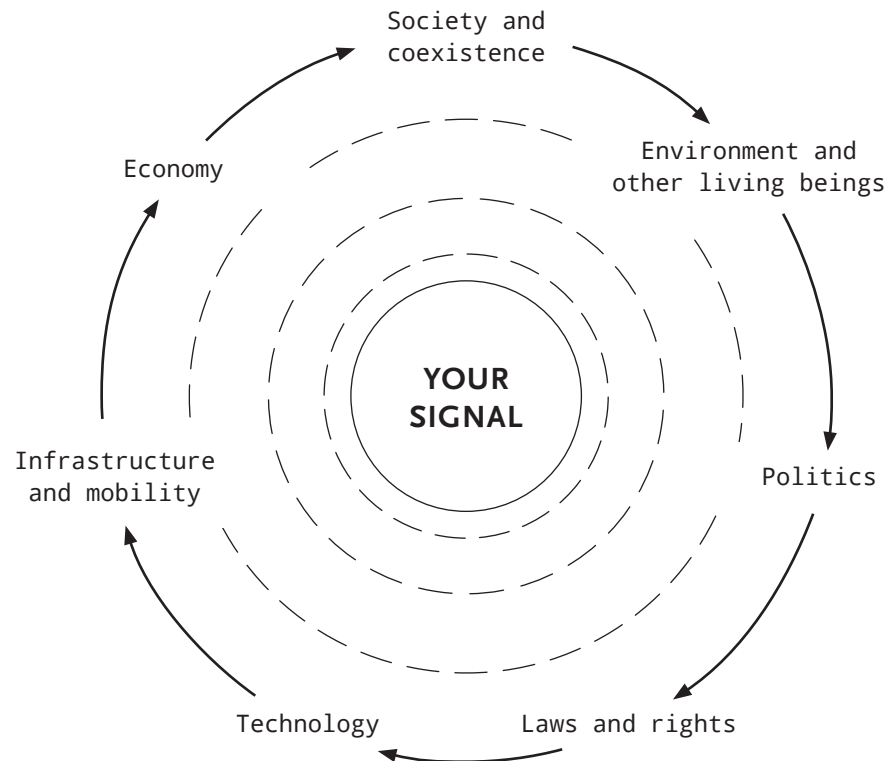 Society and
coexistence
Environment and
other living beings
Economy
YOUR
SIGNAL
Infrastructure
and mobility
Politics
Technology
Laws and rights